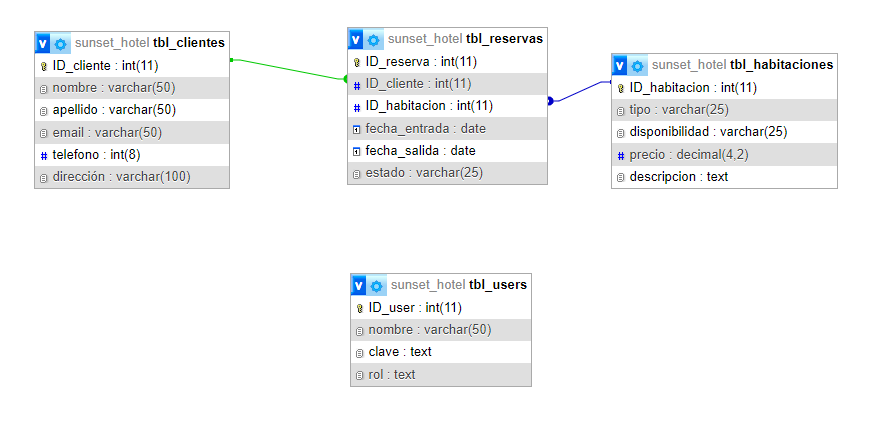 v sunset_hotel tbl_clientes
ID_cliente : int(11)
nombre : varchar(50)
apellido : varchar(50)
email : varchar(50)
# telefono : int(8)
dirección : varchar(100)
v sunset_hotel tbl_reservas
ID_reserva : int(11)
# ID_cliente : int(11)
# ID_habitacion : int(11)
fecha_entrada : date
fecha_salida : date
estado : varchar(25)
v sunset_hotel tbl_habitaciones
ID_habitacion : int(11)
tipo : varchar(25)
disponibilidad : varchar(25)
# precio : decimal(4,2)
descripcion : text
v sunset_hotel tbl_users
ID_user : int(11)
nombre : varchar(50)
clave : text
rol : text